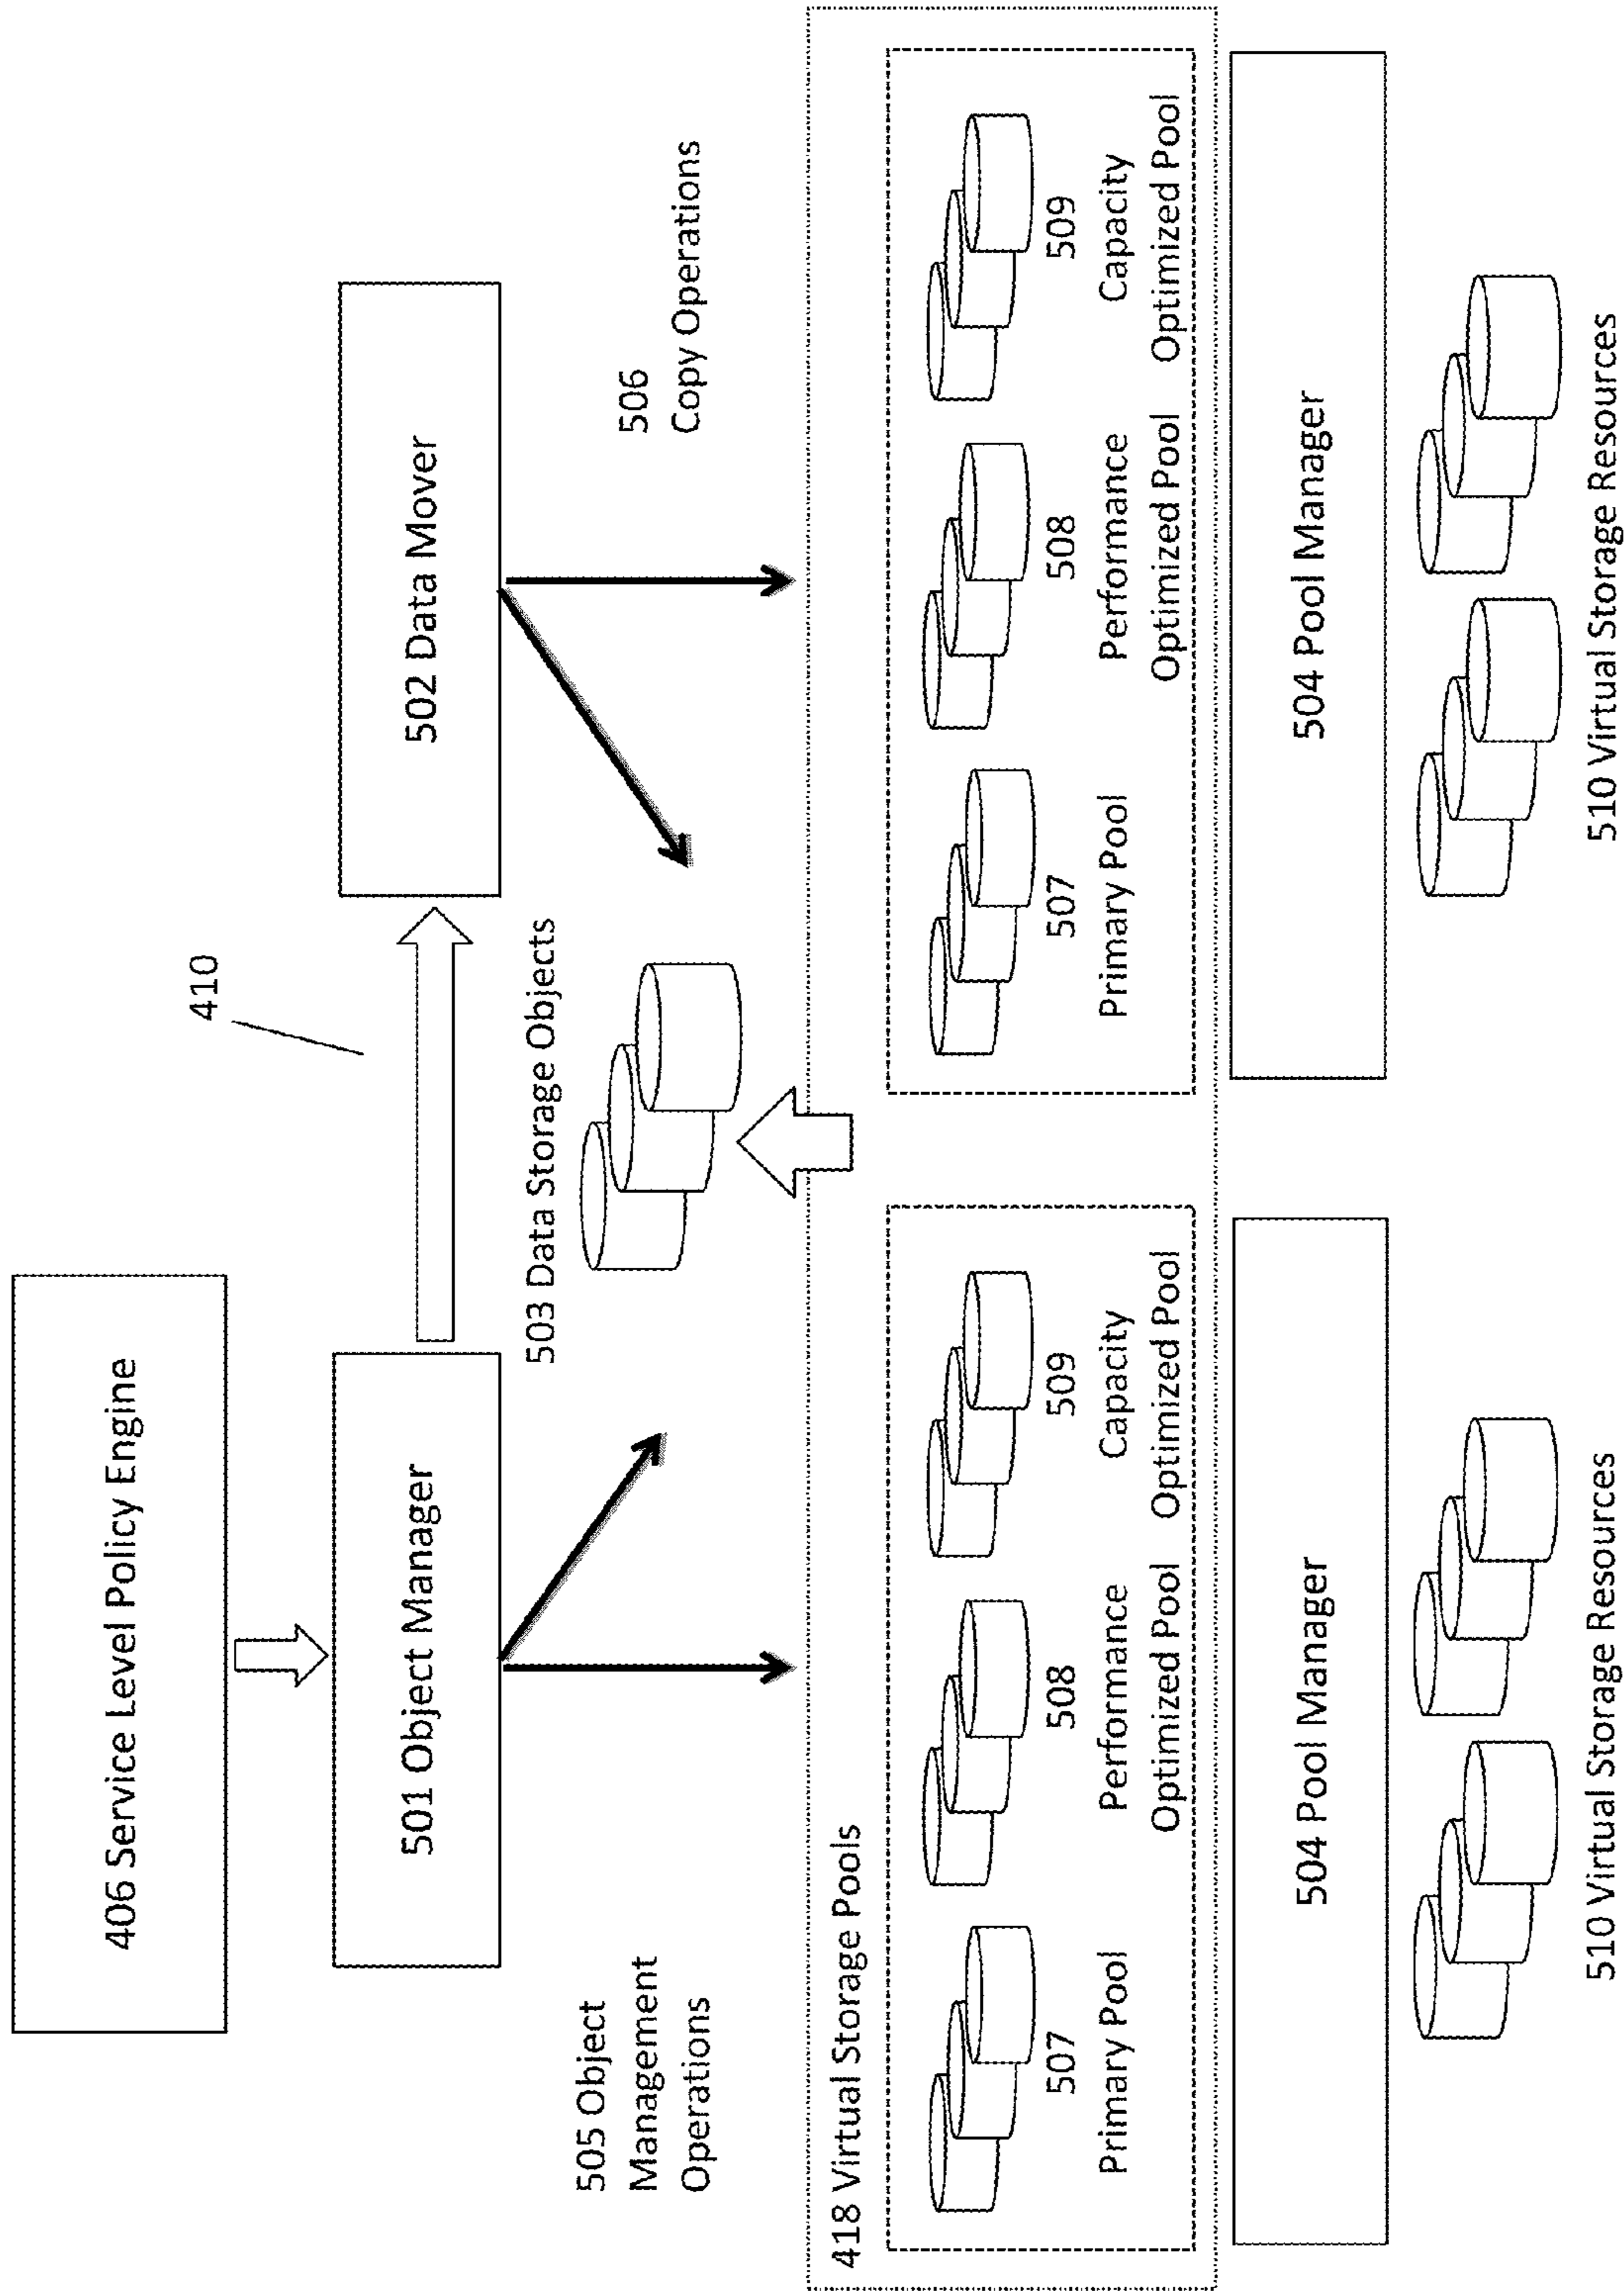 406 Service Level Policy Engine
410
501 Object Manager
502 Data Mover
503 Data Storage Objects
505 Object
Management
Operations
506
Copy Operations
418 Virtual Storage Pools
507
Primary Pool
508
Performance
Optimized Pool
509
Capacity
Optimized Pool
507
Primary Pool
508
Performance
Optimized Pool
509
Capacity
Optimized Pool
504 Pool Manager
504 Pool Manager
510 Virtual Storage Resources
510 Virtual Storage Resources